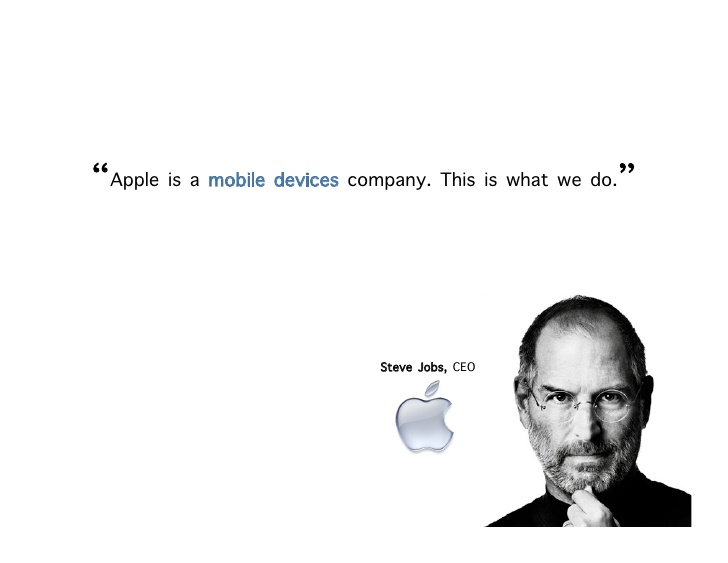 “Apple is a mobile devices company. This is what we do.”
Steve Jobs, CEO